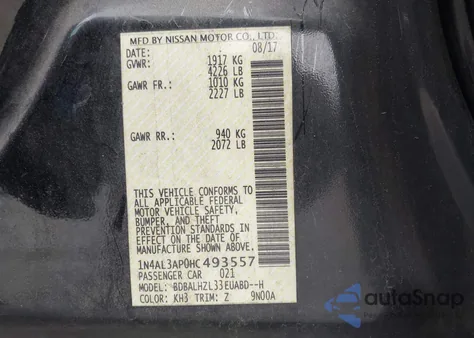 MFD BY NISSAN MOTOR CO., LTD.
DATE: 08/17
GVWR: 1917 KG
4226 LB
GAWR FR.: 1010 KG
2227 LB
GAWR RR.: 940 KG
2072 LB
THIS VEHICLE CONFORMS TO
ALL APPLICABLE FEDERAL
MOTOR VEHICLE SAFETY,
BUMPER, AND THEFT
PREVENTION STANDARDS IN
EFFECT ON THE DATE OF
MANUFACTURE SHOWN ABOVE.
1N4AL3AP0HC493557
PASSENGER CAR 021
MODEL: BDBALHZL33EUABD--H
COLOR: KH3 TRIM: Z 9N00A
autoSnap